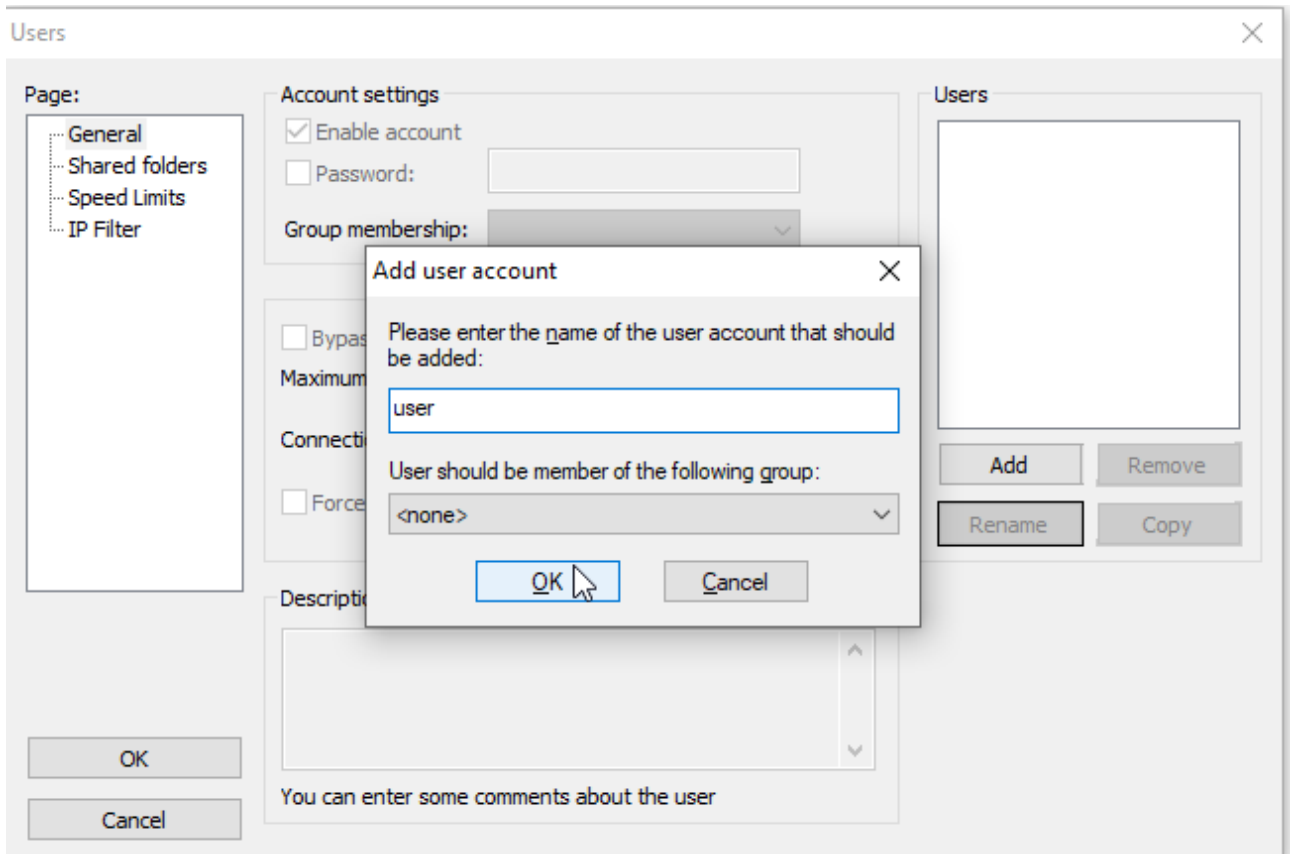 Users
Page:
General
Shared folders
Speed Limits
IP Filter
OK
Cancel
Account settings
Enable account
Password:
Group membership:
Bypas
Maximum
Connecti
Force
Descriptio
You can enter some comments about the user
Add user account
Please enter the name of the user account that should
be added:
user
User should be member of the following group:
<none>
OK
Cancel
Users
Add
Remove
Rename
Copy